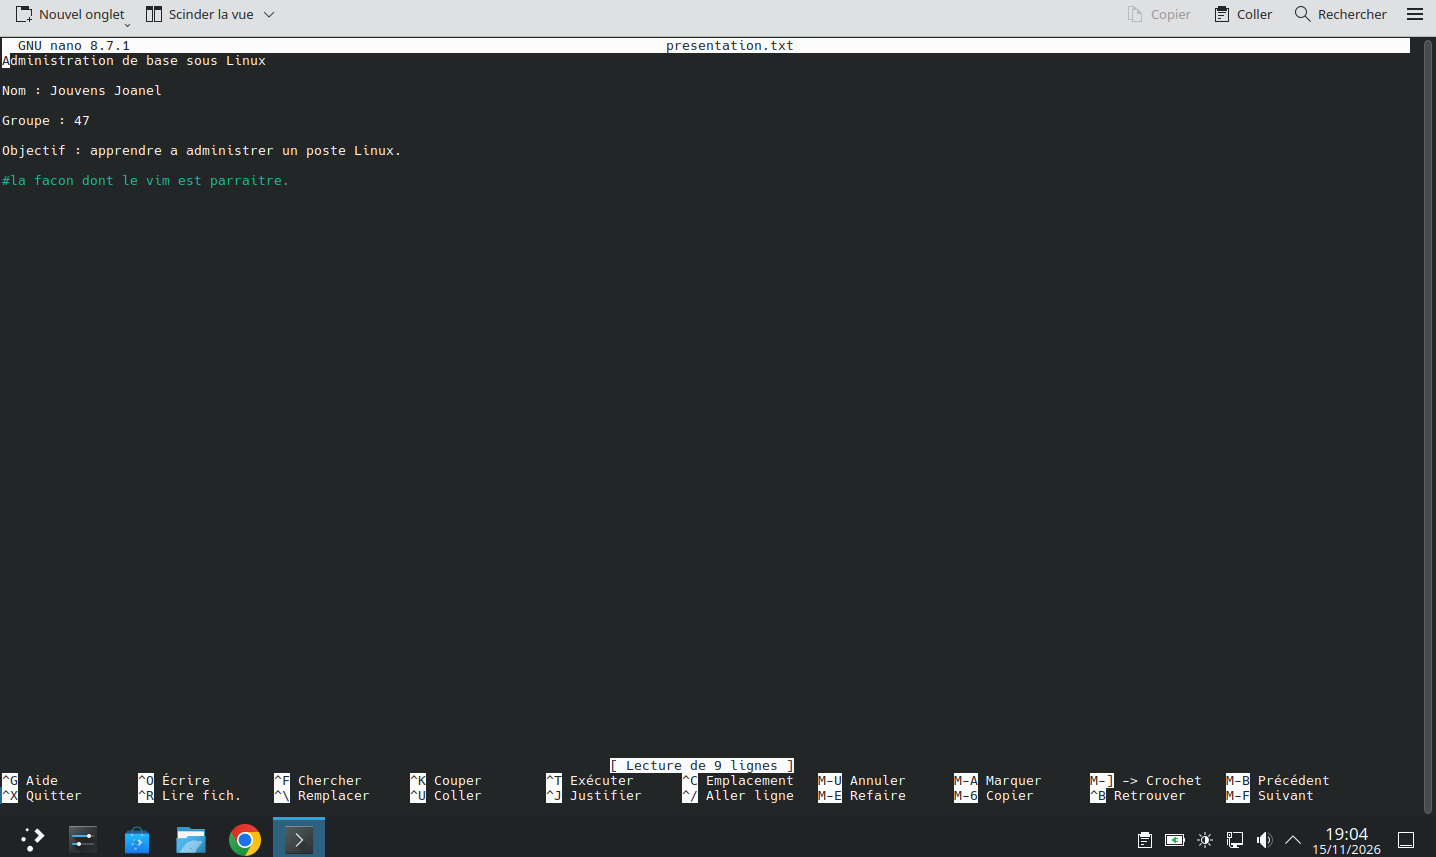 Nouvel onglet Scinder la vue Copier Coller Rechercher
GNU nano 8.7.1 presentation.txt
Administration de base sous Linux
Nom : Jouvens Joanel
Groupe : 47
Objectif : apprendre a administrer un poste Linux.
#la facon dont le vim est parraitre.
[ Lecture de 9 lignes ]
^G Aide ^O Écrire ^F Chercher ^K Couper ^T Exécuter ^C Emplacement M-U Annuler M-A Marquer M-] -> Crochet M-B Précédent
^X Quitter ^R Lire fich. ^\ Remplacer ^U Coller ^J Justifier ^/ Aller ligne M-E Refaire M-6 Copier ^B Retrouver M-F Suivant
19:04
15/11/2026